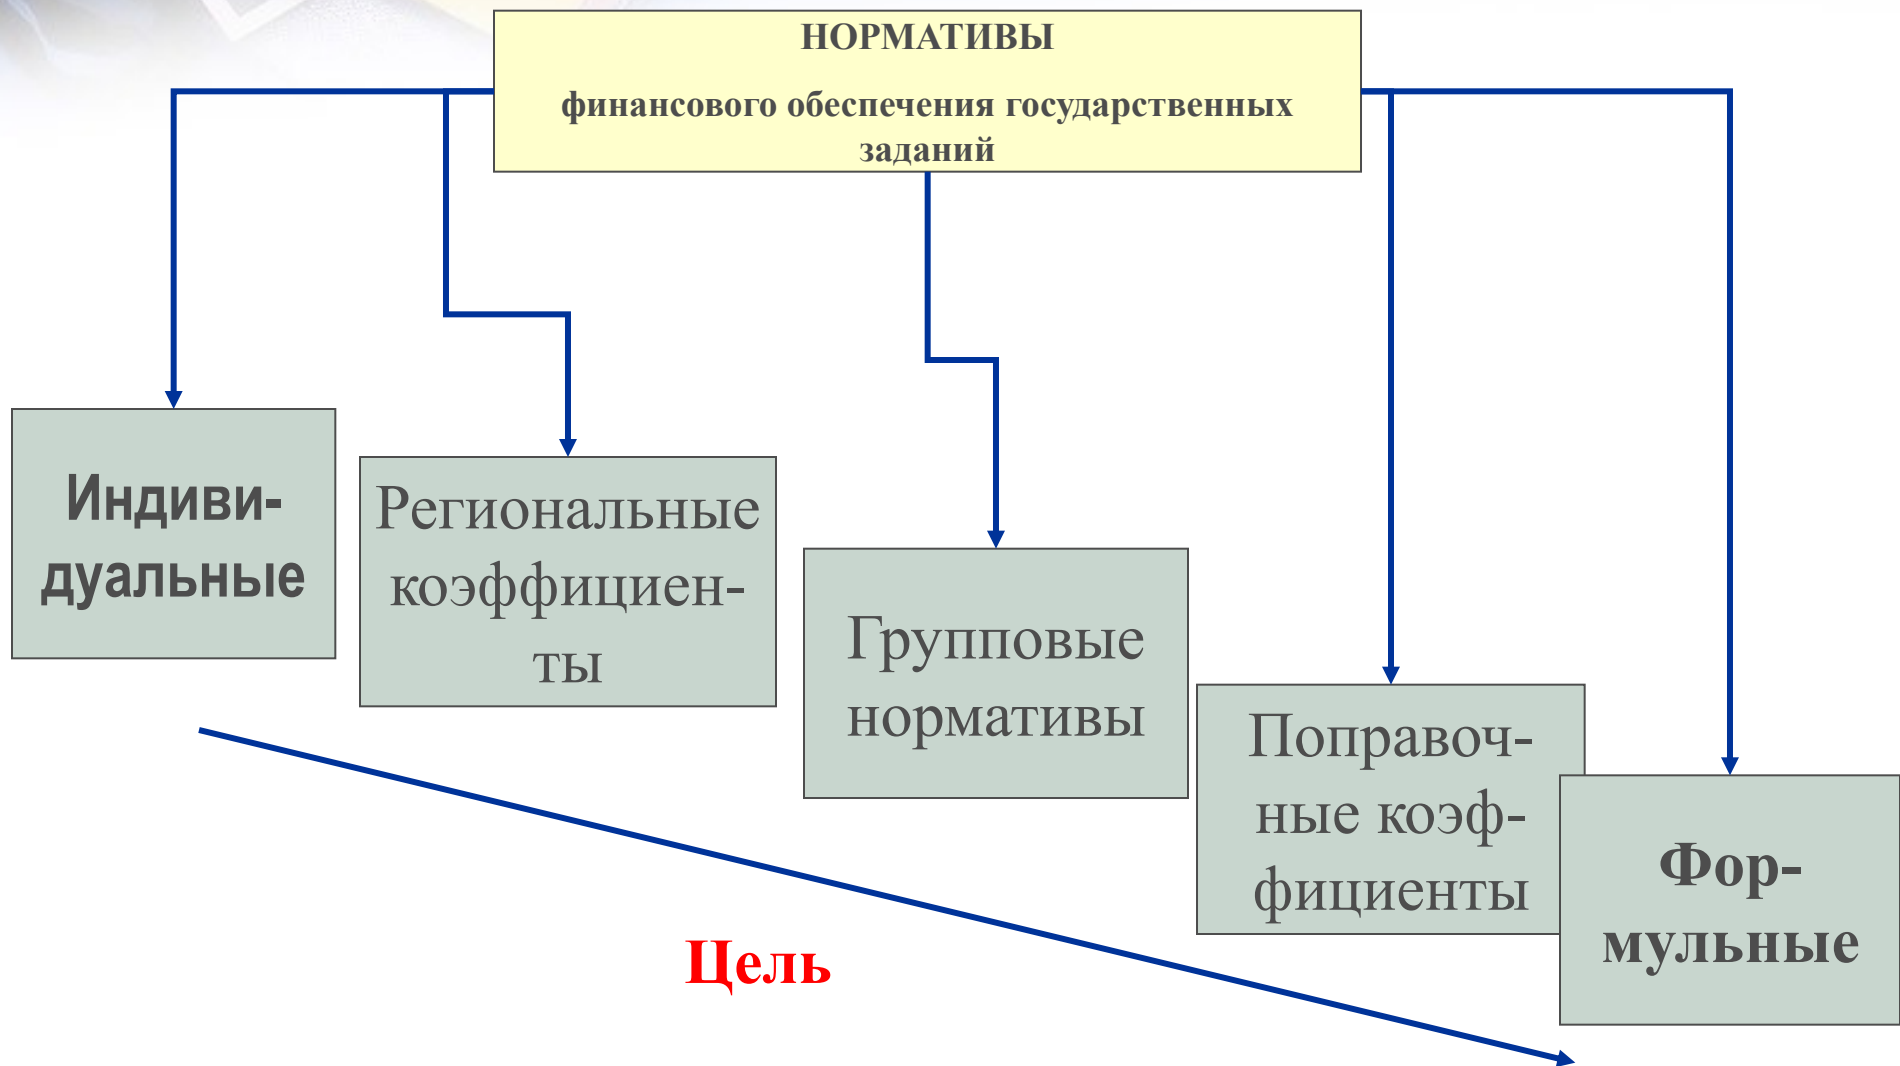 НОРМАТИВЫ
финансового обеспечения государственных
заданий
Индиви-
дуальные
Региональные
коэффициен-
ты
Групповые
нормативы
Поправоч-
ные коэф-
фициенты
Фор-
мульные
Цель